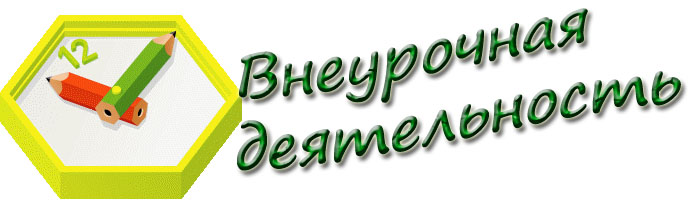 12
Внеурочная
деятельность